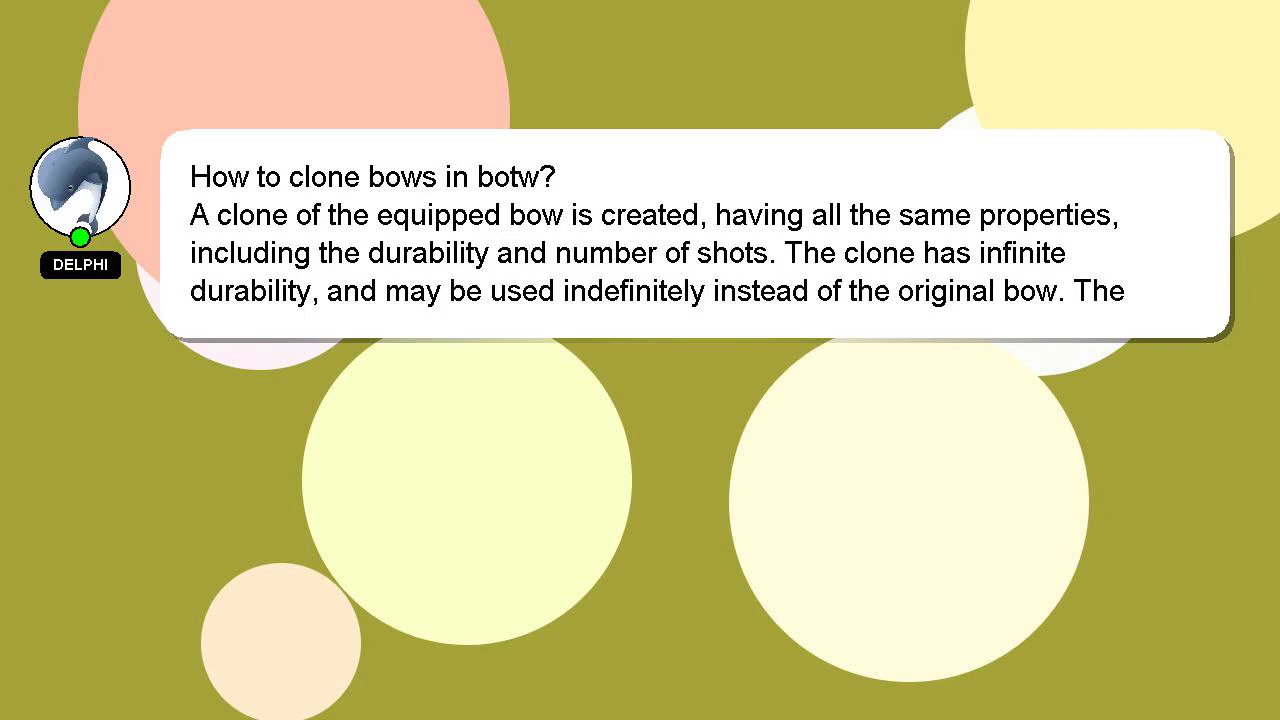 How to clone bows in botw?
A clone of the equipped bow is created, having all the same properties,
including the durability and number of shots. The clone has infinite
durability, and may be used indefinitely instead of the original bow. The
DELPHI